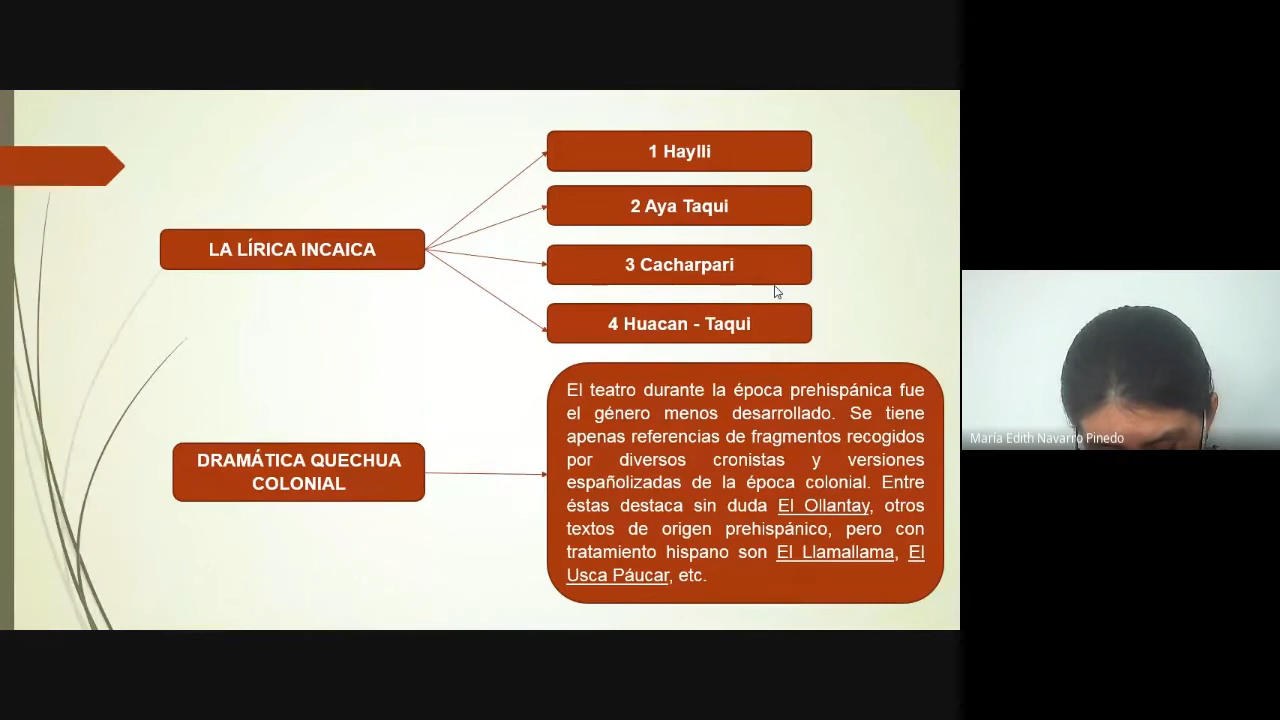 LA LÍRICA INCAICA
1 Haylli
2 Aya Taqui
3 Cacharpari
4 Huacan - Taqui
DRAMÁTICA QUECHUA
COLONIAL
El teatro durante la época prehispánica fue
el género menos desarrollado. Se tiene
apenas referencias de fragmentos recogidos
por diversos cronistas y versiones
españolizadas de la época colonial. Entre
éstas destaca sin duda El Ollantay, otros
textos de origen prehispánico, pero con
tratamiento hispano son El Llamallama, El
Usca Páucar, etc.
María Edith Navarro Pinedo